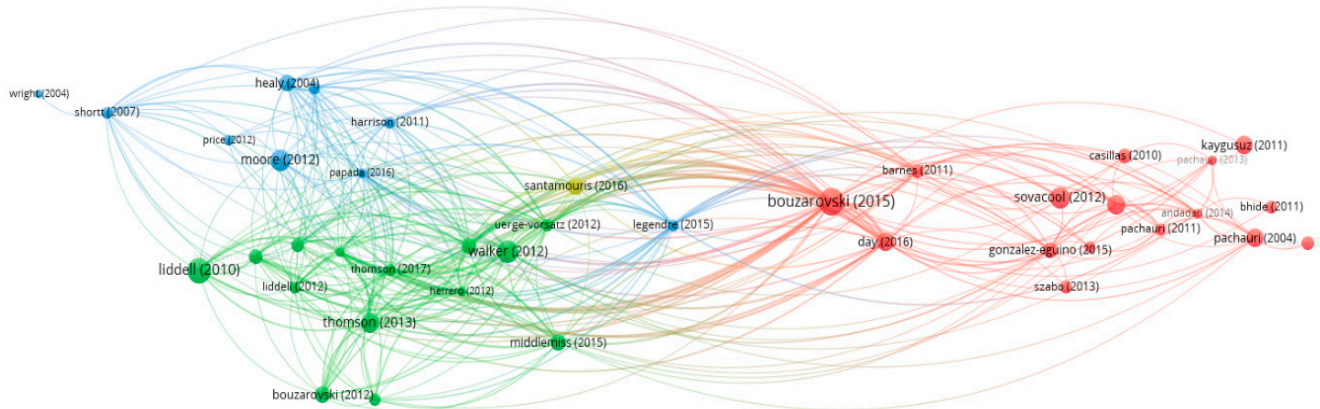 wright (2004)
shortt (2007)
healy (2004)
harrison (2011)
price (2012)
moore (2012)
papada (2016)
santamouris (2016)
uerge-vorsatz (2012)
legendre (2015)
walker (2012)
liddell (2010)
thomson (2017)
liddell (2012)
herrero (2012)
thomson (2013)
middlemiss (2015)
bouzarovski (2012)
bouzarovski (2015)
barnes (2011)
day (2016)
casillas (2010)
kaygusuz (2011)
pachauri (2013)
sovacool (2012)
andadari (2014)
bhide (2011)
pachauri (2011)
pachauri (2004)
gonzalez-eguino (2015)
szabo (2013)